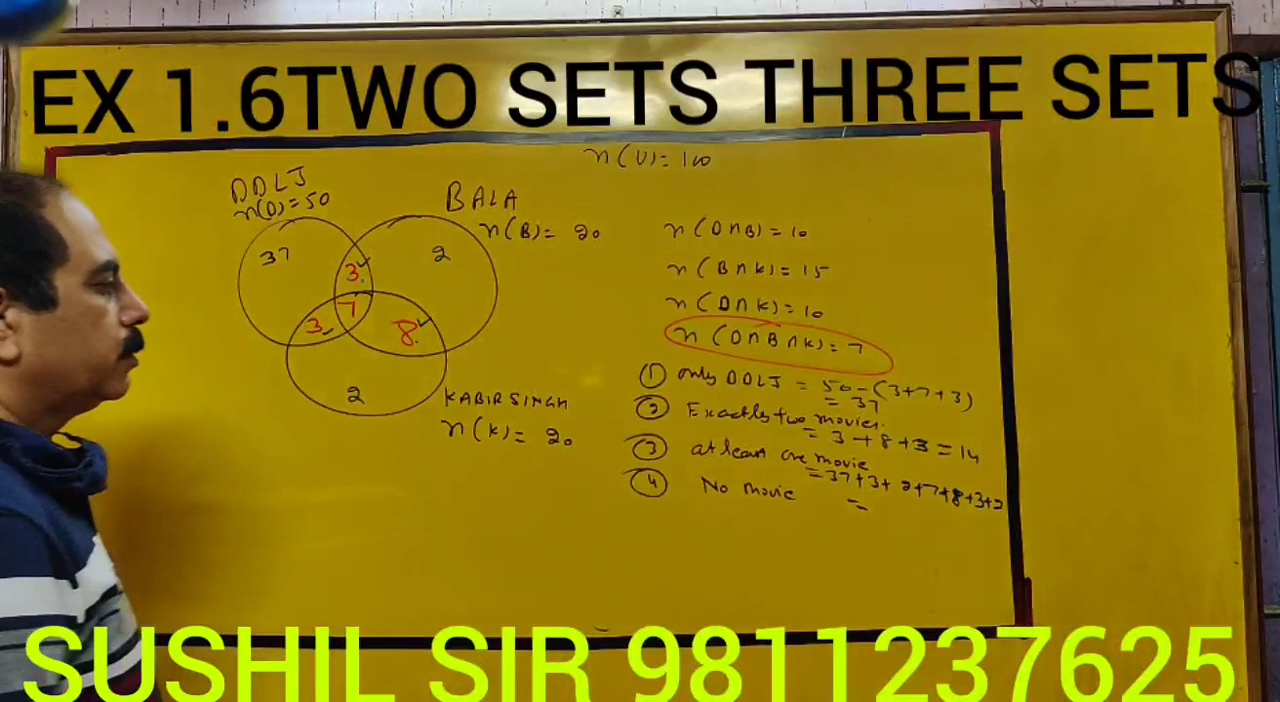 EX 1.6TWO SETS THREE SETS
n(U)=100
DDLJ
n(D)=50
BALA
n(B)= 20
37
3
2
7
3
8
2
KABIR SINGH
n(K)= 20
n(D∩B)=10
n(B∩K)=15
n(D∩K)=10
n(D∩B∩K)=7
① only DDLJ = 50-(3+7+3)
= 37
② Exactly two movies.
= 3+8+3=14
③ at least one movie
=37+3+2+7+8+3+2
④ No movie =
SUSHIL SIR 9811237625